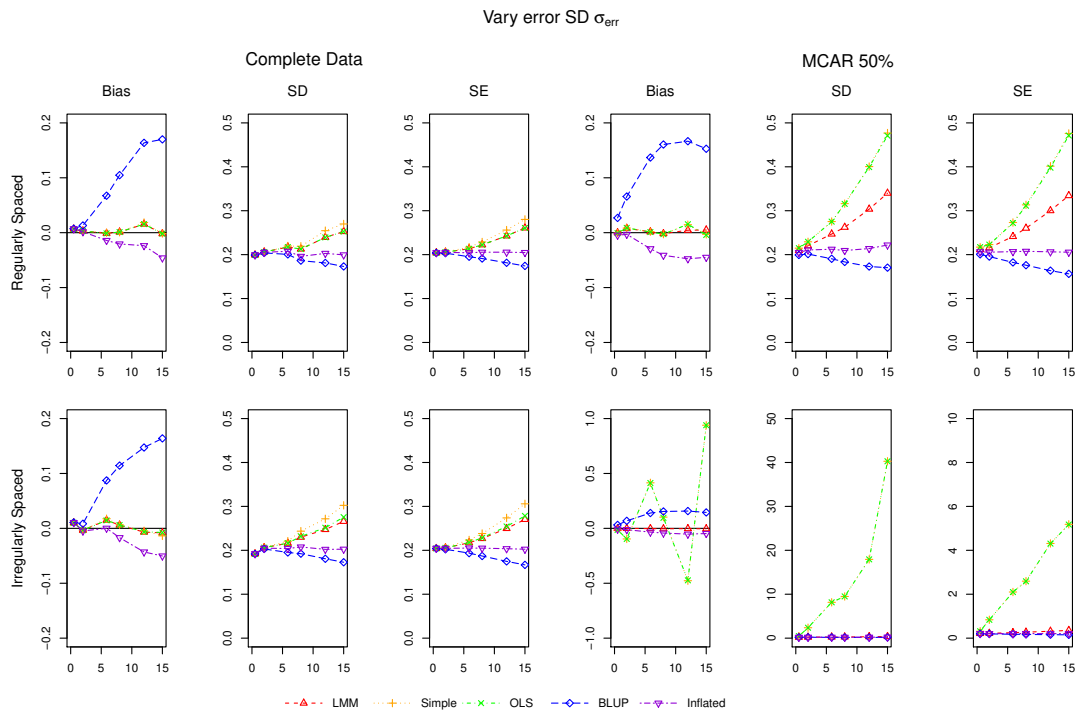 Vary error SD σerr
Complete Data
MCAR 50%
Bias
SD
SE
Bias
SD
SE
Regularly Spaced
−0.2 0.1 0.0 0.1 0.2
0 5 10 15
0.0 0.1 0.2 0.3 0.4 0.5
0 5 10 15
0.0 0.1 0.2 0.3 0.4 0.5
0 5 10 15
−0.2 0.1 0.0 0.1 0.2
0 5 10 15
0.0 0.1 0.2 0.3 0.4 0.5
0 5 10 15
0.0 0.1 0.2 0.3 0.4 0.5
0 5 10 15
Irregularly Spaced
−0.2 −0.1 0.0 0.1 0.2
0 5 10 15
0.0 0.1 0.2 0.3 0.4 0.5
0 5 10 15
0.0 0.1 0.2 0.3 0.4 0.5
0 5 10 15
−1.0 −0.5 0.0 0.5 1.0
0 5 10 15
0 10 20 30 40 50
0 5 10 15
0 2 4 6 8 10
0 5 10 15
LMM Simple OLS BLUP Inflated